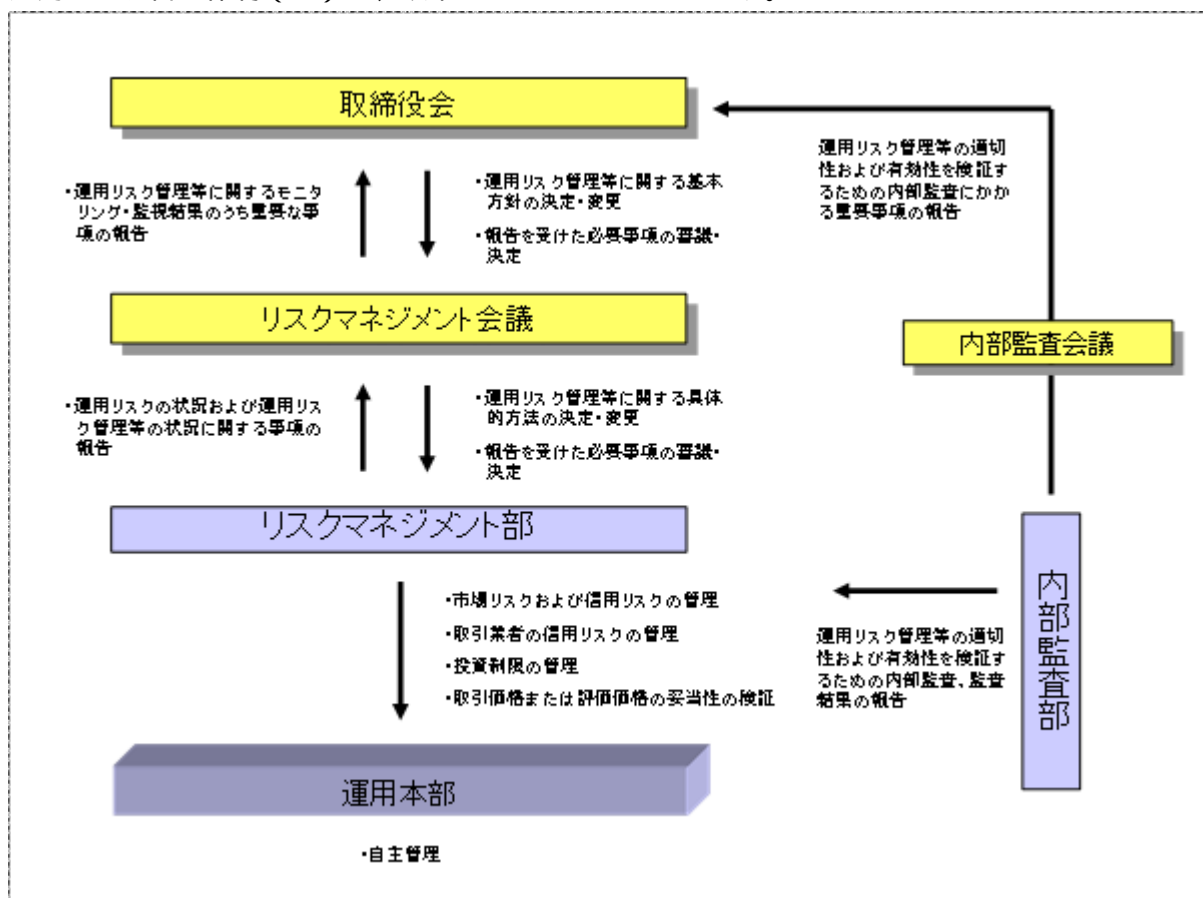 取締役会
・運用リスク管理等に関するモニタ
リング・監視結果のうち重要な事
項の報告
・運用リスク管理等に関する基本
方針の決定・変更
・報告を受けた必要事項の審議・
決定
運用リスク管理等の適切
性および有効性を検証す
るための内部監査にかか
る重要事項の報告
リスクマネジメント会議
内部監査会議
・運用リスクの状況および運用リス
ク管理等の状況に関する事項の
報告
・運用リスク管理等に関する具体
的方法の決定・変更
・報告を受けた必要事項の審議・
決定
リスクマネジメント部
・市場リスクおよび信用リスクの管理
・取引業者の信用リスクの管理
・投資制限の管理
・取引価格または評価価格の妥当性の検証
運用リスク管理等の適切
性および有効性を検証す
るための内部監査、監査
結果の報告
内部監査部
運用本部
・自主管理